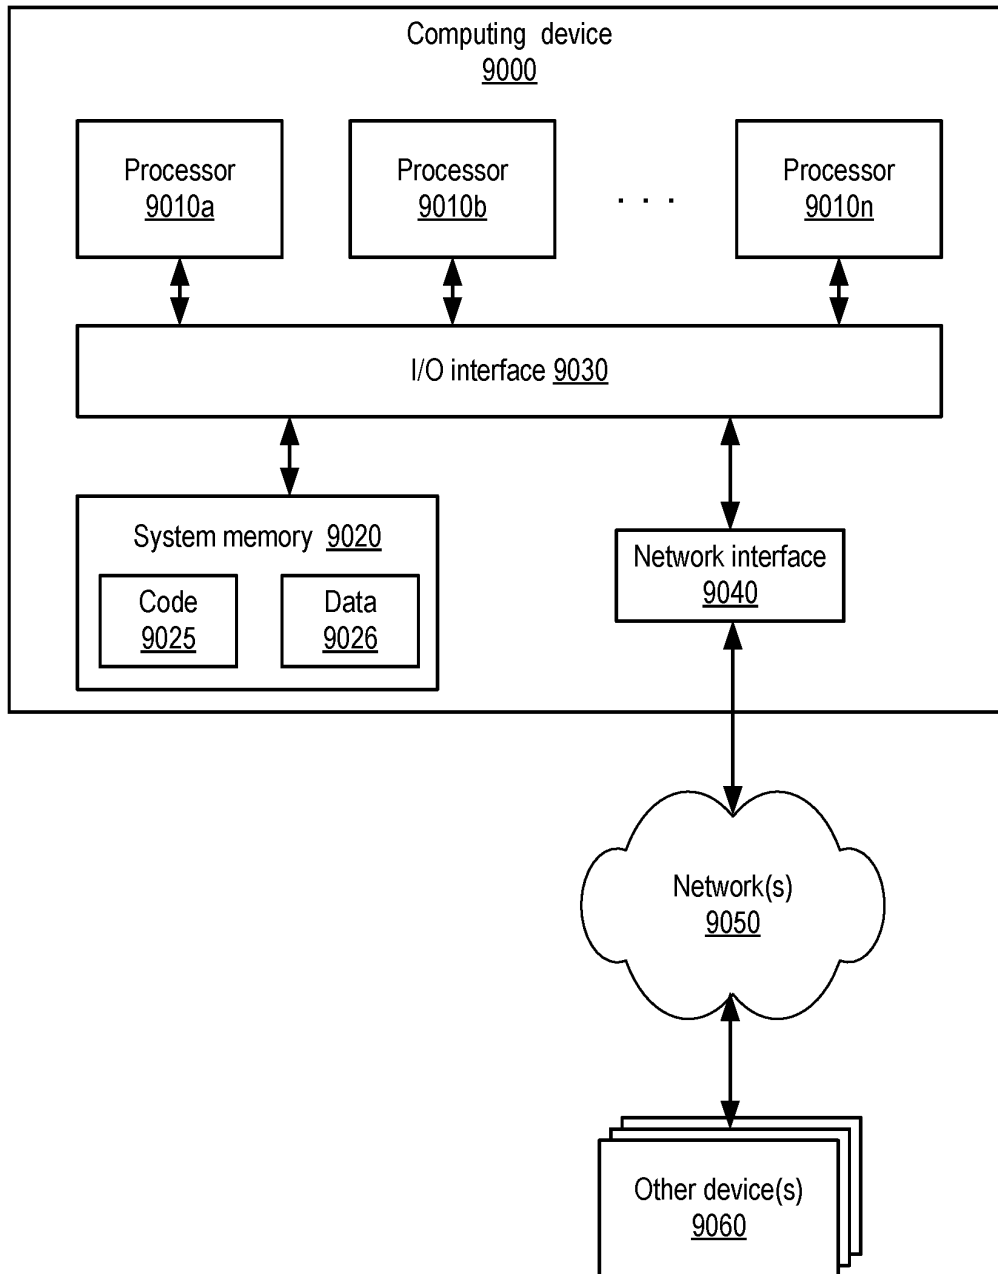 Computing device
9000
Processor
9010a
Processor
9010b
. . .
Processor
9010n
I/O interface 9030
System memory 9020
Code
9025
Data
9026
Network interface
9040
Network(s)
9050
Other device(s)
9060